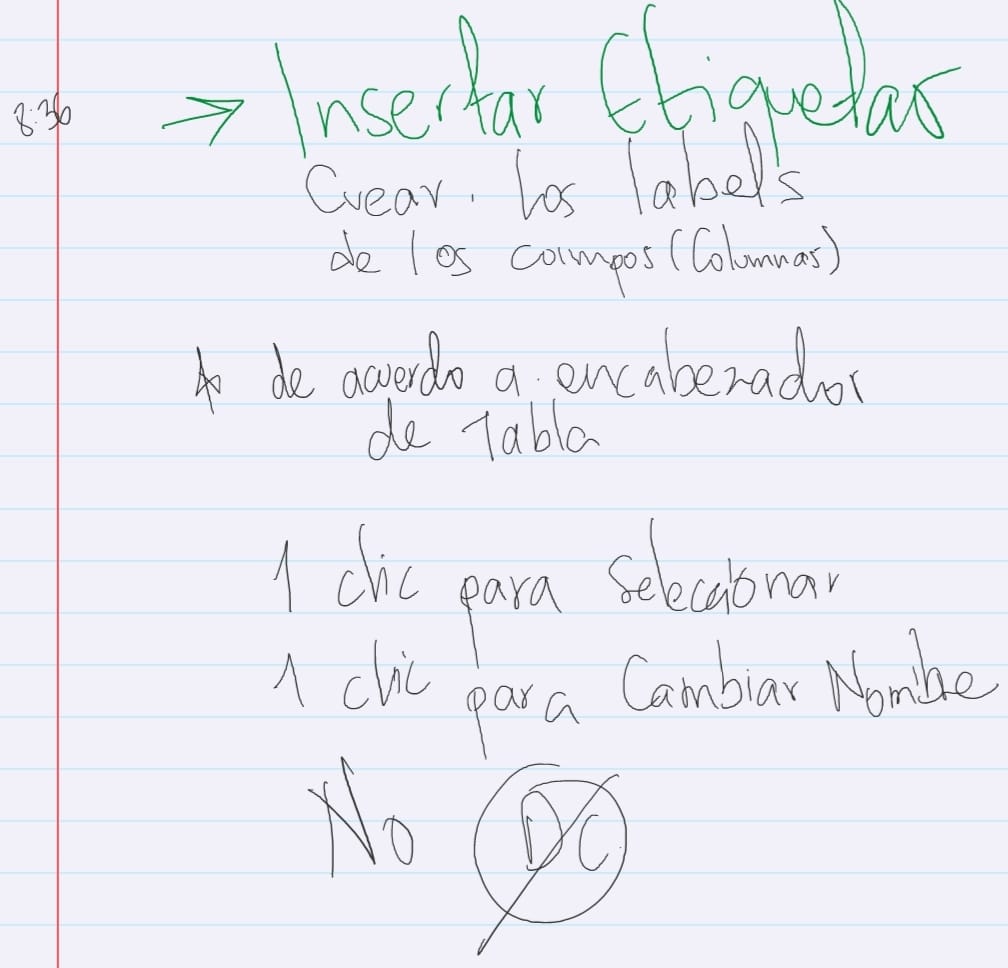 8:36
→ Insertar Etiquetas
Crear. los labels
de los campos (Columnas)
* de acuerdo a encabezados
de Tabla
1 clic para Seleccionar
1 clic para Cambiar Nombre
No DC